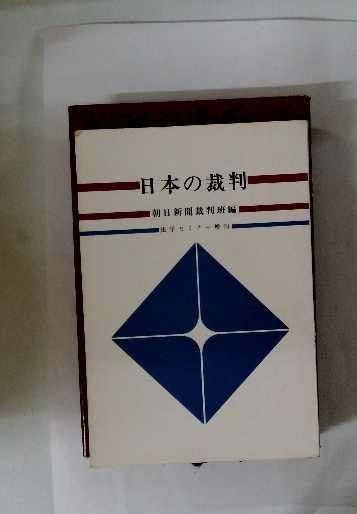 日本の裁判
朝日新聞裁判班編
法学セミナー増刊